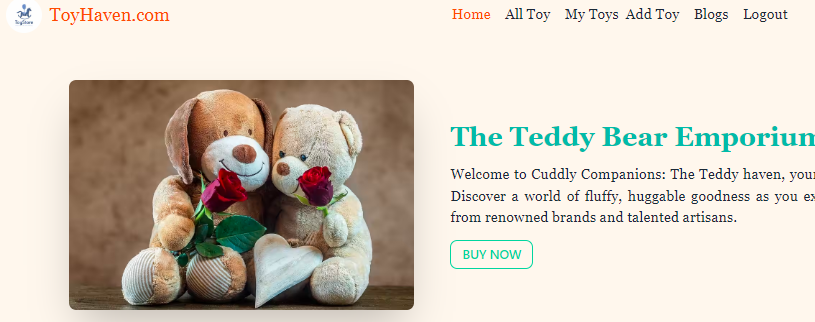 ToyStore
ToyHaven.com
Home All Toy My Toys Add Toy Blogs Logout
The Teddy Bear Emporium
Welcome to Cuddly Companions: The Teddy haven, your
Discover a world of fluffy, huggable goodness as you ex
from renowned brands and talented artisans.
BUY NOW